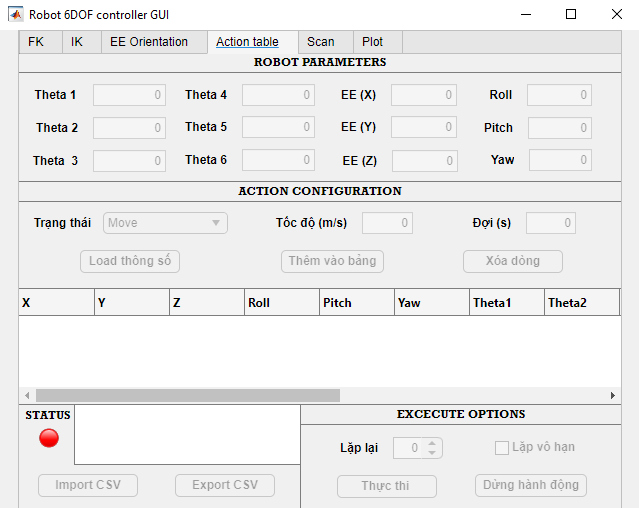 Robot 6DOF controller GUI
FK IK EE Orientation Action table Scan Plot
ROBOT PARAMETERS
Theta 1 0 Theta 4 0 EE (X) 0 Roll 0
Theta 2 0 Theta 5 0 EE (Y) 0 Pitch 0
Theta 3 0 Theta 6 0 EE (Z) 0 Yaw 0
ACTION CONFIGURATION
Trạng thái Move Tốc độ (m/s) 0 Đợi (s) 0
Load thông số Thêm vào bảng Xóa dòng
X Y Z Roll Pitch Yaw Theta1 Theta2
STATUS EXCECUTE OPTIONS
Lặp lại 0 Lặp vô hạn
Import CSV Export CSV Thực thi Dừng hành động